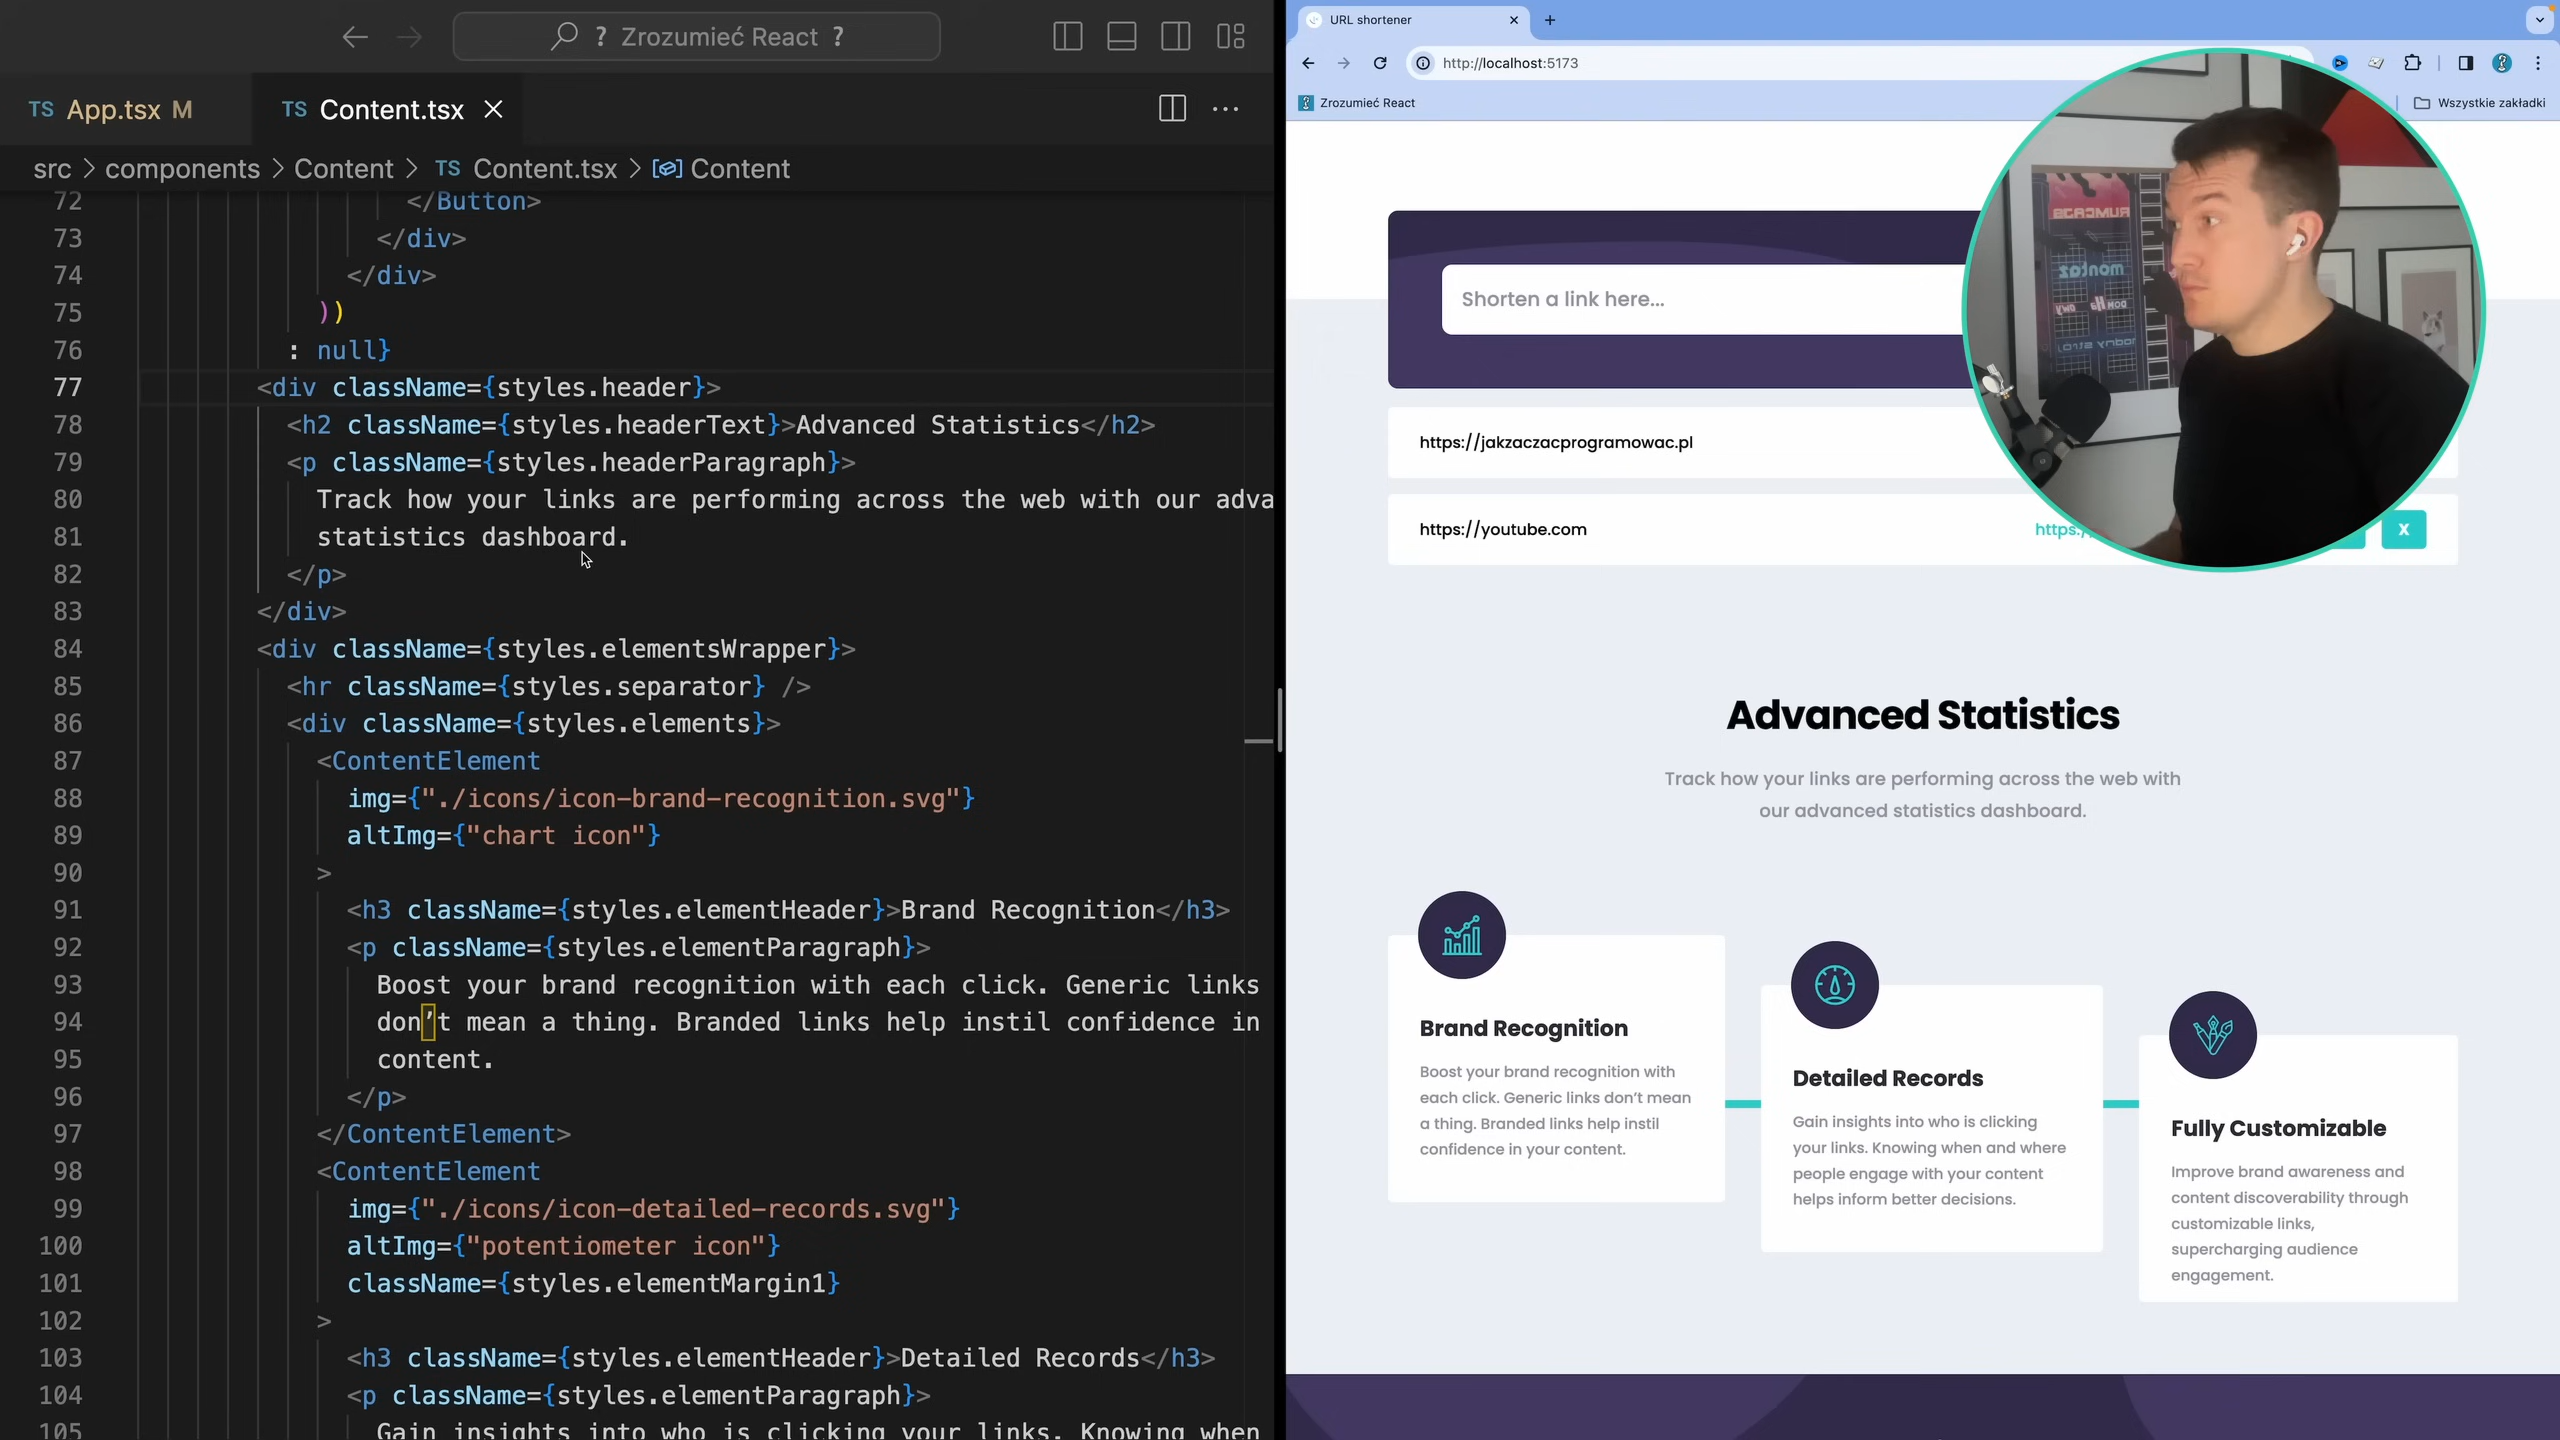 ? Zrozumieć React ?
TS App.tsx M
TS Content.tsx
src > components > Content > TS Content.tsx > Content
72 </Button>
73 </div>
74 </div>
75 ))
76 : null}
77 <div className={styles.header}>
78 <h2 className={styles.headerText}>Advanced Statistics</h2>
79 <p className={styles.headerParagraph}>
80 Track how your links are performing across the web with our adva
81 statistics dashboard.
82 </p>
83 </div>
84 <div className={styles.elementsWrapper}>
85 <hr className={styles.separator} />
86 <div className={styles.elements}>
87 <ContentElement
88 img={"./icons/icon-brand-recognition.svg"}
89 altImg={"chart icon"}
90 >
91 <h3 className={styles.elementHeader}>Brand Recognition</h3>
92 <p className={styles.elementParagraph}>
93 Boost your brand recognition with each click. Generic links
94 don’t mean a thing. Branded links help instil confidence in
95 content.
96 </p>
97 </ContentElement>
98 <ContentElement
99 img={"./icons/icon-detailed-records.svg"}
100 altImg={"potentiometer icon"}
101 className={styles.elementMargin1}
102 >
103 <h3 className={styles.elementHeader}>Detailed Records</h3>
104 <p className={styles.elementParagraph}>
105 Gain insights into who is clicking your links. Knowing when
URL shortener
http://localhost:5173
Zrozumieć React
Wszystkie zakładki
Shorten a link here...
https://jakzaczacprogramowac.pl
https://youtube.com
https:/
X
Advanced Statistics
Track how your links are performing across the web with
our advanced statistics dashboard.
Brand Recognition
Boost your brand recognition with
each click. Generic links don’t mean
a thing. Branded links help instil
confidence in your content.
Detailed Records
Gain insights into who is clicking
your links. Knowing when and where
people engage with your content
helps inform better decisions.
Fully Customizable
Improve brand awareness and
content discoverability through
customizable links,
supercharging audience
engagement.